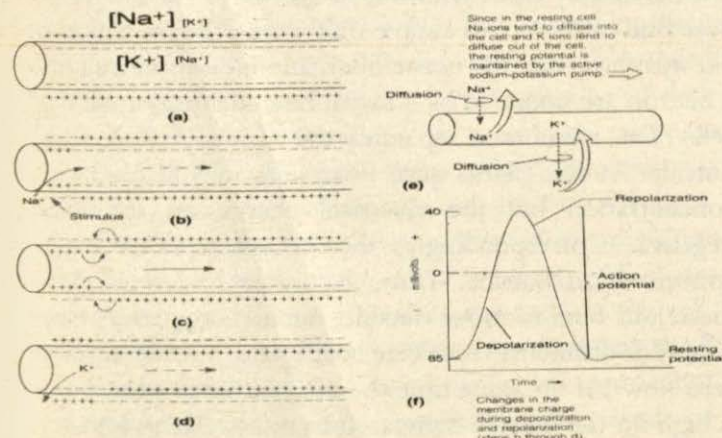 [Na⁺] [K⁺]
[K⁺] [Na⁺]
(a)
Na⁺
Stimulus
(b)
(c)
K⁺
(d)
Since in the resting cell
Na ions tend to diffuse into
the cell and K ions tend to
diffuse out of the cell,
the resting potential is
maintained by the active
sodium-potassium pump.
Diffusion
Na⁺
Na⁺
K⁺
Diffusion
K⁺
(e)
Repolarization
40
+
0
Action
potential
Depolarization
85
Resting
potential
Time
(f)
Changes in the
membrane charge
during depolarization
and repolarization
(steps b through d).